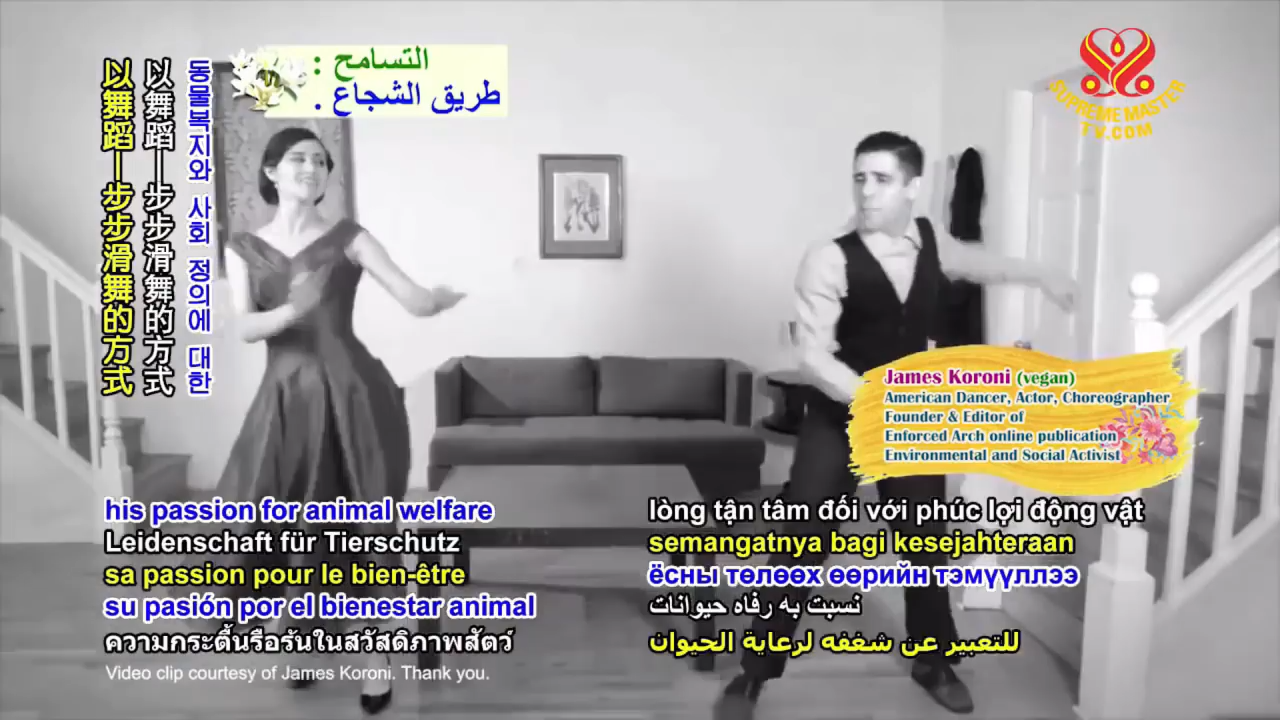 التسامح :
طريق الشجاع .
SUPREME MASTER
TV.COM
以舞蹈—步步滑舞的方式
以舞蹈—步步滑舞的方式
동물복지와 사회 정의에 대한
James Koroni (vegan)
American Dancer, Actor, Choreographer
Founder & Editor of
Enforced Arch online publication
Environmental and Social Activist
his passion for animal welfare
Leidenschaft für Tierschutz
sa passion pour le bien-être
su pasión por el bienestar animal
ความกระตื้นรือร้นในสวัสดิภาพสัตว์
Video clip courtesy of James Koroni. Thank you.
lòng tận tâm đối với phúc lợi động vật
semangatnya bagi kesejahteraan
ёсны төлөөх өөрийн тэмүүллээ
نسبت به رفاه حیوانات
للتعبير عن شغفه لرعاية الحيوان